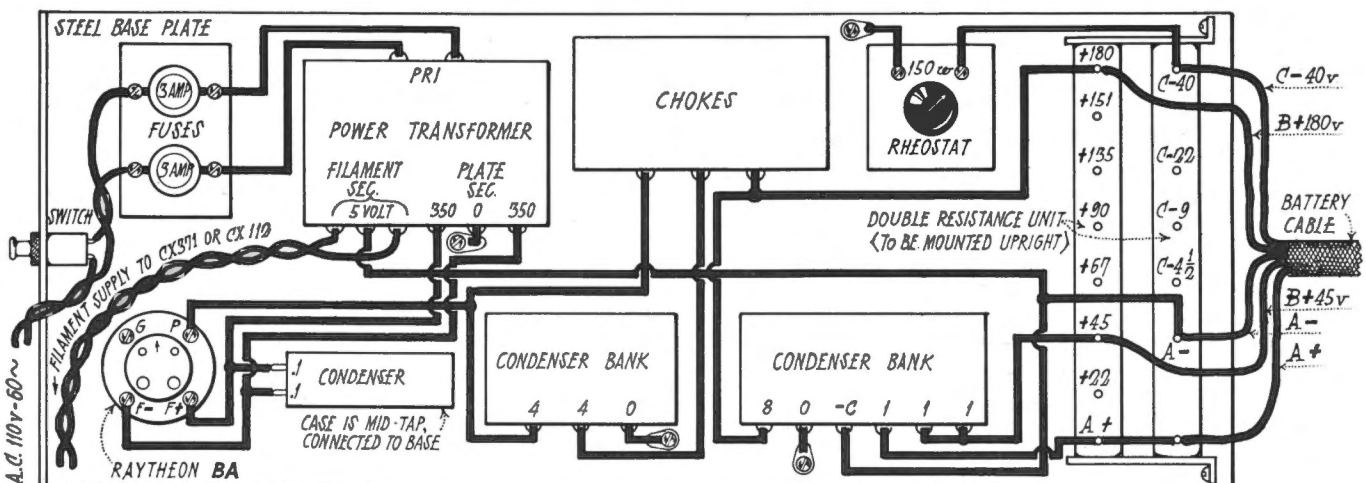 STEEL BASE PLATE
3 AMP
FUSES
3 AMP
SWITCH
A.C. 110v-60~
FILAMENT SUPPLY TO CX371 OR CX 112
PRI
POWER TRANSFORMER
FILAMENT SEC.
PLATE SEC.
5 VOLT
350 0 350
CHOKES
150 ω
RHEOSTAT
DOUBLE RESISTANCE UNIT
(TO BE MOUNTED UPRIGHT)
+180
+151
+135
+90
+67
+45
+22
A+
C-40
C-22
C-9
C-4½
A-
C-40v
B+180v
BATTERY
CABLE
B+45v
A-
A+
G P
F- F+
RAYTHEON BA
.1
.1
CONDENSER
CASE IS MID-TAP,
CONNECTED TO BASE
CONDENSER BANK
4 4 0
CONDENSER BANK
8 0 -C 1 1 1